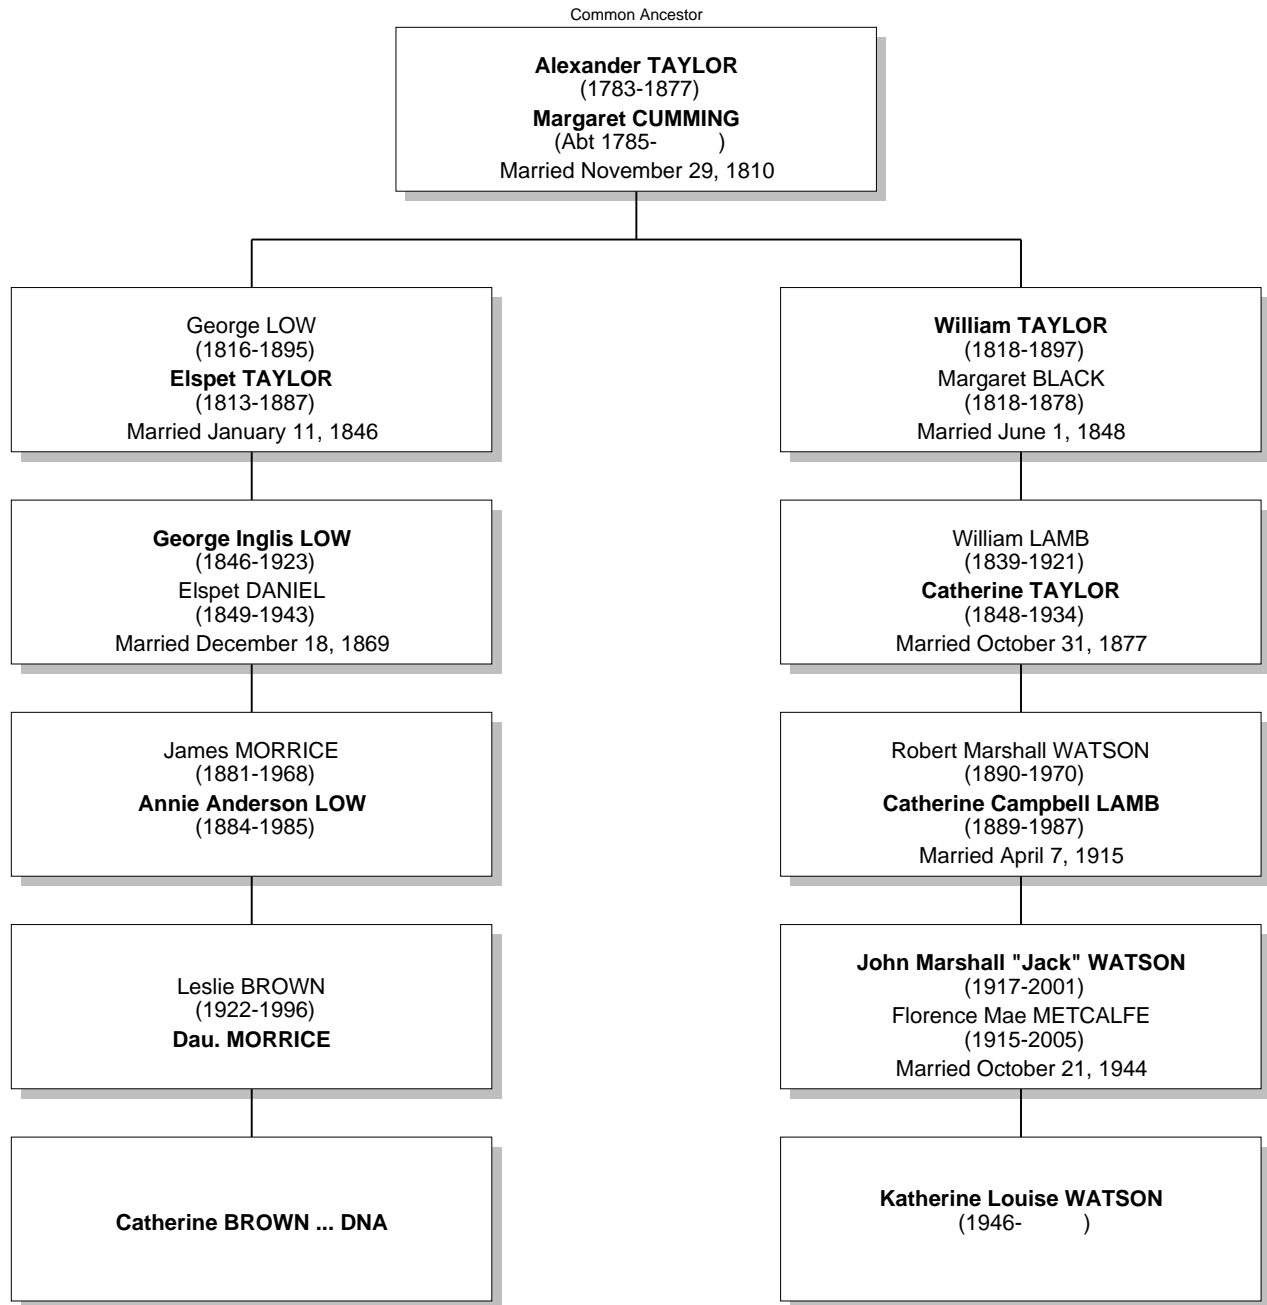 Common Ancestor
Alexander TAYLOR
(1783-1877)
Margaret CUMMING
(Abt 1785- )
Married November 29, 1810
George LOW
(1816-1895)
Elspet TAYLOR
(1813-1887)
Married January 11, 1846
William TAYLOR
(1818-1897)
Margaret BLACK
(1818-1878)
Married June 1, 1848
George Inglis LOW
(1846-1923)
Elspet DANIEL
(1849-1943)
Married December 18, 1869
William LAMB
(1839-1921)
Catherine TAYLOR
(1848-1934)
Married October 31, 1877
James MORRICE
(1881-1968)
Annie Anderson LOW
(1884-1985)
Robert Marshall WATSON
(1890-1970)
Catherine Campbell LAMB
(1889-1987)
Married April 7, 1915
Leslie BROWN
(1922-1996)
Dau. MORRICE
John Marshall "Jack" WATSON
(1917-2001)
Florence Mae METCALFE
(1915-2005)
Married October 21, 1944
Catherine BROWN ... DNA
Katherine Louise WATSON
(1946- )